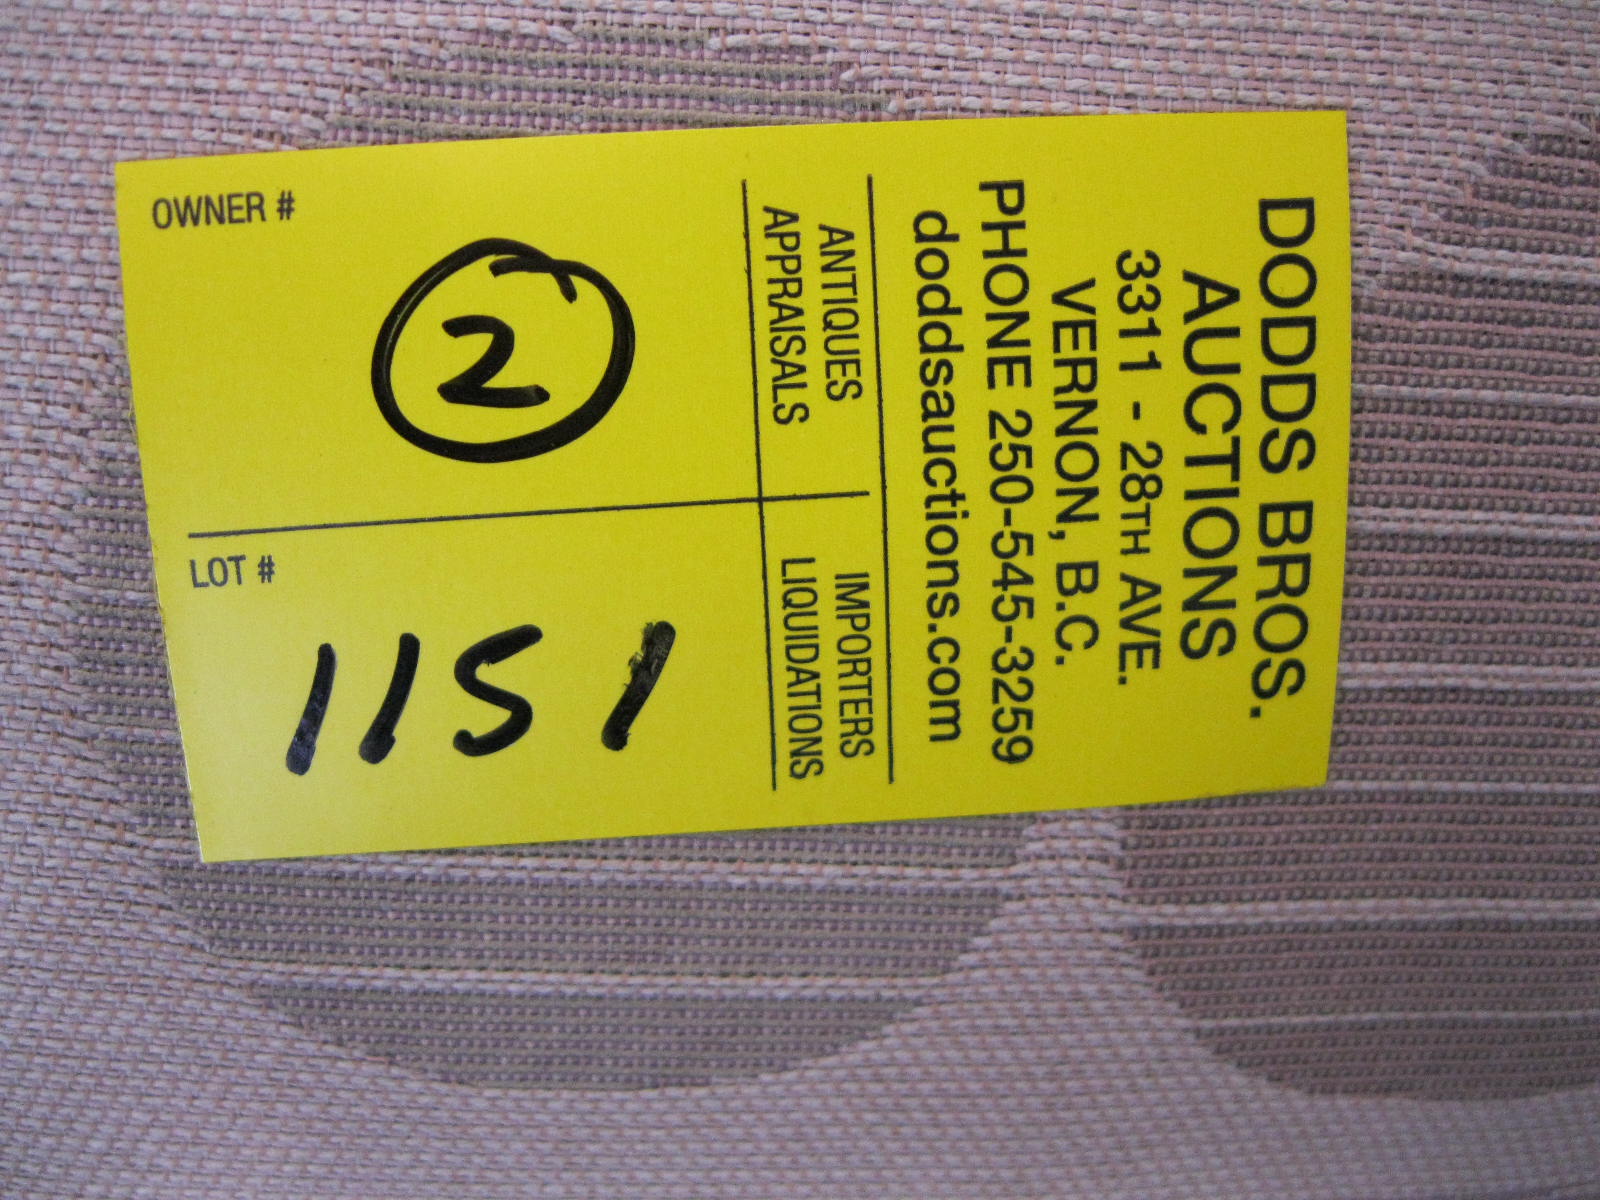 DODDS BROS.
AUCTIONS
3311 - 28TH AVE.
VERNON, B.C.
PHONE 250-545-3259
doddsauctions.com
ANTIQUES
APPRAISALS
IMPORTERS
LIQUIDATIONS
OWNER #
2
LOT #
1151